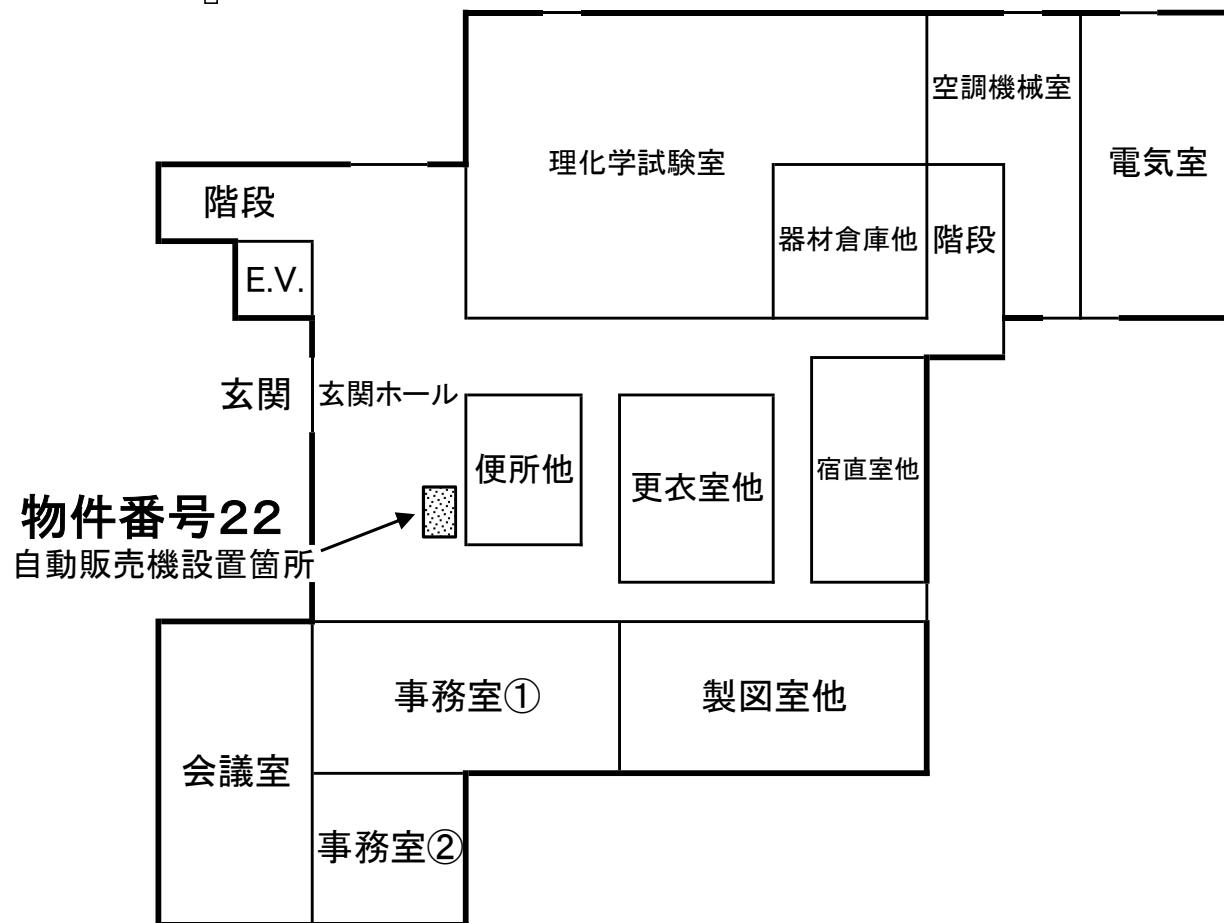 空調機械室
理化学試験室
電気室
階段
器材倉庫他
階段
E.V.
玄関
玄関ホール
便所他
宿直室他
更衣室他
物件番号22
自動販売機設置箇所
事務室①
製図室他
会議室
事務室②